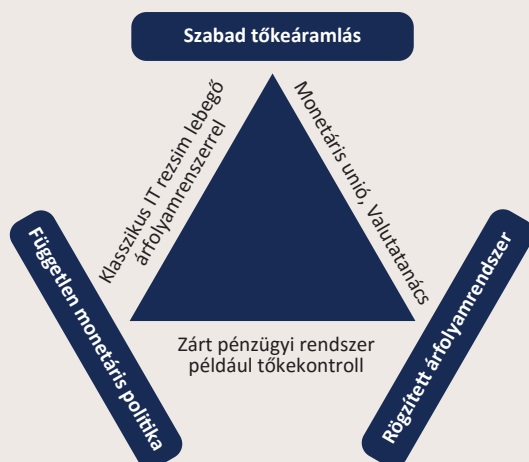 Szabad tőkeáramlás
Klasszikus IT rezsim lebegő
árfolyamrenszerrel
Monetáris unió, Valutatanács
Független monetáris politika
Rögzített árfolyamrendszer
Zárt pénzügyi rendszer
például tőkekontroll